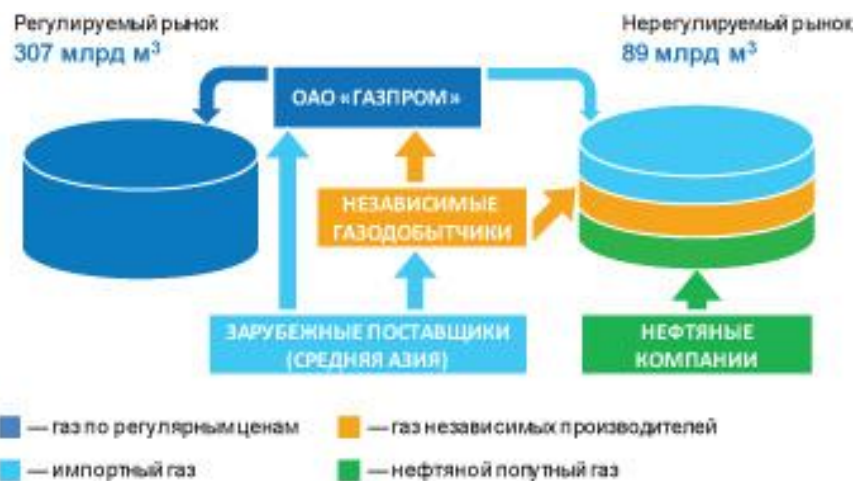 Регулируемый рынок
307 млрд м³
Нерегулируемый рынок
89 млрд м³
ОАО «ГАЗПРОМ»
НЕЗАВИСИМЫЕ
ГАЗОДОБЫТЧИКИ
ЗАРУБЕЖНЫЕ ПОСТАВЩИКИ
(СРЕДНЯЯ АЗИЯ)
НЕФТЯНЫЕ
КОМПАНИИ
— газ по регулярным ценам
— газ независимых производителей
— импортный газ
— нефтяной попутный газ